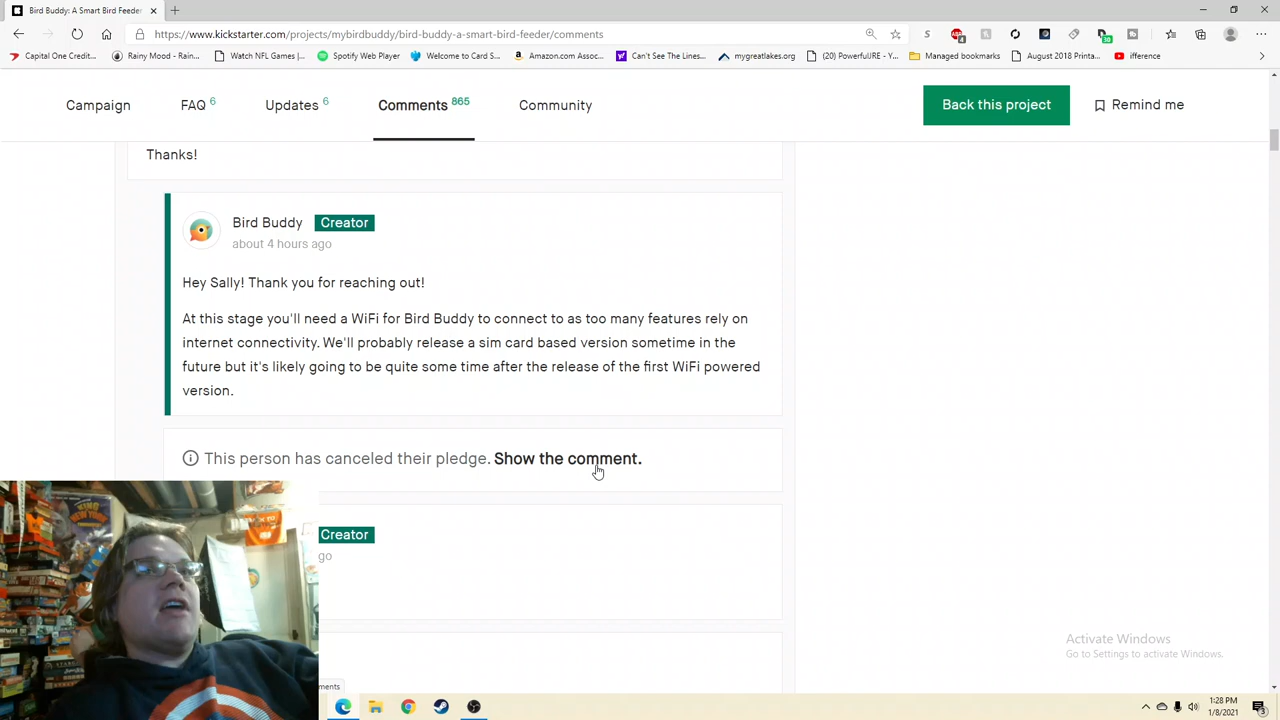 Bird Buddy: A Smart Bird Feeder
https://www.kickstarter.com/projects/mybirdbuddy/bird-buddy-a-smart-bird-feeder/comments
Capital One Credit...
Rainy Mood - Rain...
Watch NFL Games |...
Spotify Web Player
Welcome to Card S...
Amazon.com Assoc...
Can't See The Lines...
mygreatlakes.org
(20) PowerfulJRE - Y...
Managed bookmarks
August 2018 Printa...
ifference
Campaign
FAQ 6
Updates 6
Comments 865
Community
Back this project
Remind me
Thanks!
Bird Buddy Creator
about 4 hours ago
Hey Sally! Thank you for reaching out!
At this stage you'll need a WiFi for Bird Buddy to connect to as too many features rely on
internet connectivity. We'll probably release a sim card based version sometime in the
future but it's likely going to be quite some time after the release of the first WiFi powered
version.
This person has canceled their pledge. Show the comment.
Creator
ago
Activate Windows
Go to Settings to activate Windows.
ments
1:28 PM
1/8/2021